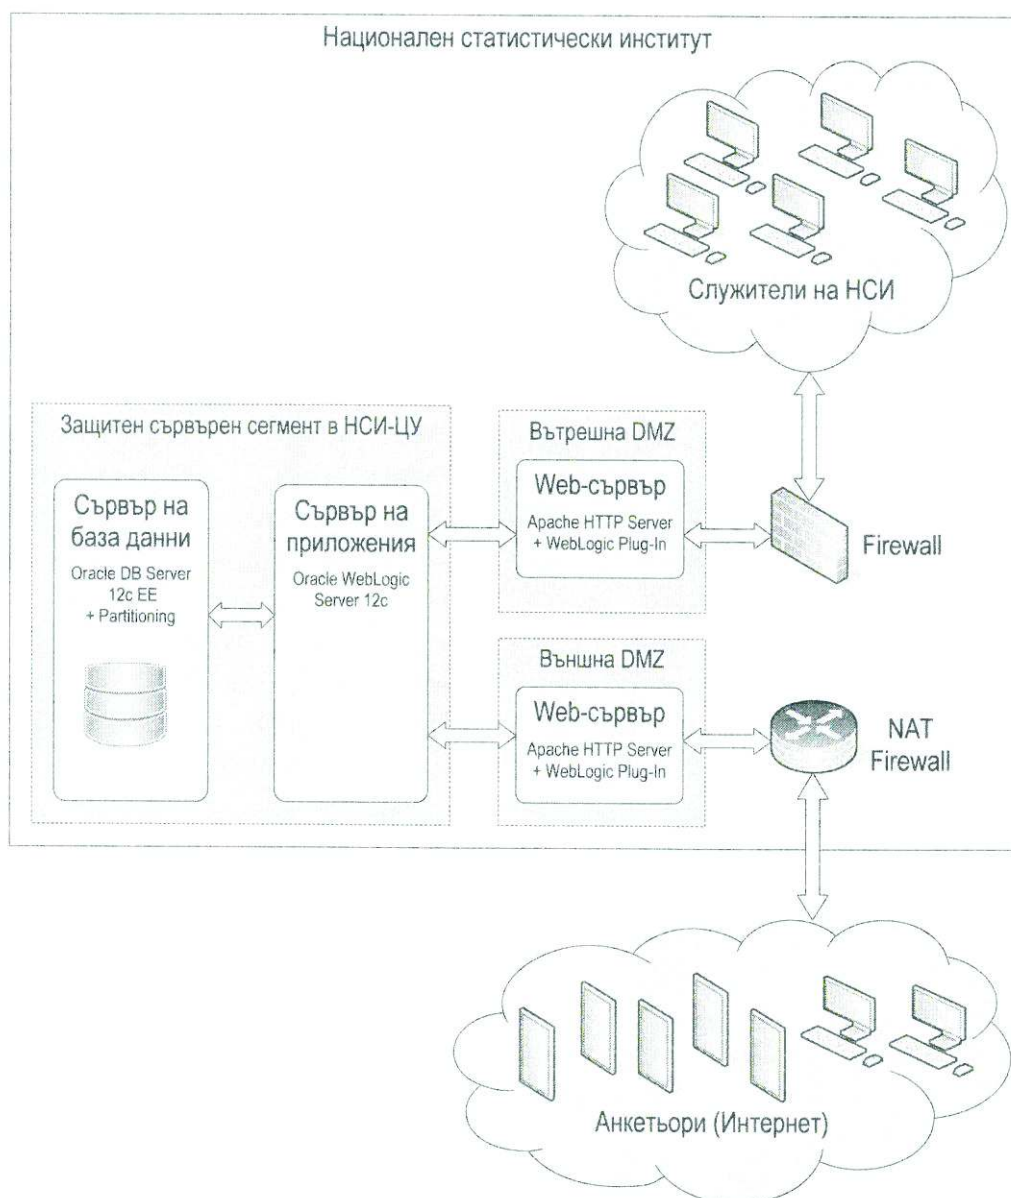 Национален статистически институт
Служители на НСИ
Защитен сървърен сегмент в НСИ-ЦУ
Сървър на
база данни
Oracle DB Server
12c EE
+ Partitioning
Сървър на
приложения
Oracle WebLogic
Server 12c
Вътрешна DMZ
Web-сървър
Apache HTTP Server
+ WebLogic Plug-In
Firewall
Външна DMZ
Web-сървър
Apache HTTP Server
+ WebLogic Plug-In
NAT
Firewall
Анкетьори (Интернет)